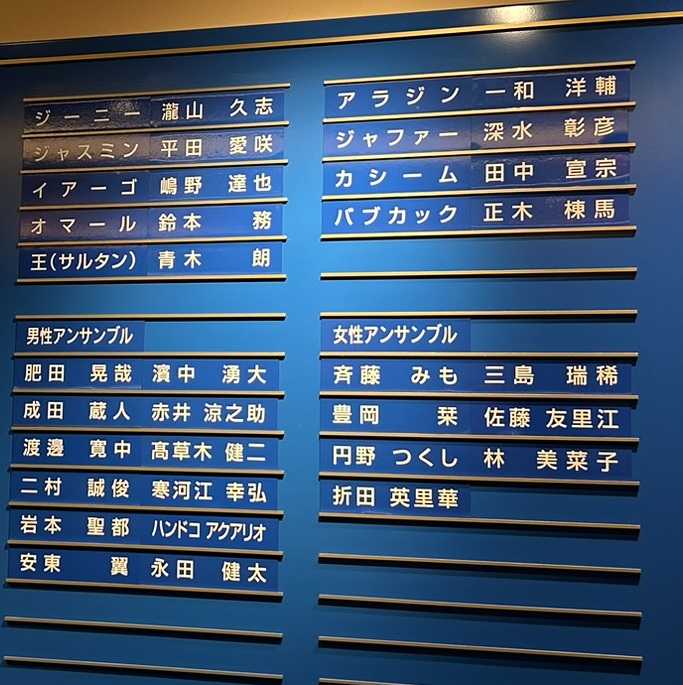 ジーニー 瀧山 久志
ジャスミン 平田 愛咲
イアーゴ 嶋野 達也
オマール 鈴本 務
王(サルタン) 青木 朗
アラジン 一和 洋輔
ジャファー 深水 彰彦
カシーム 田中 宣宗
バブカック 正木 棟馬
男性アンサンブル
肥田 晃哉 濱中 湧大
成田 蔵人 赤井 涼之助
渡邊 寛中 髙草木 健二
二村 誠俊 寒河江 幸弘
岩本 聖都 ハンドコ アクアリオ
安東 翼 永田 健太
女性アンサンブル
斉藤 みも 三島 瑞稀
豊岡 栞 佐藤 友里江
円野 つくし 林 美菜子
折田 英里華